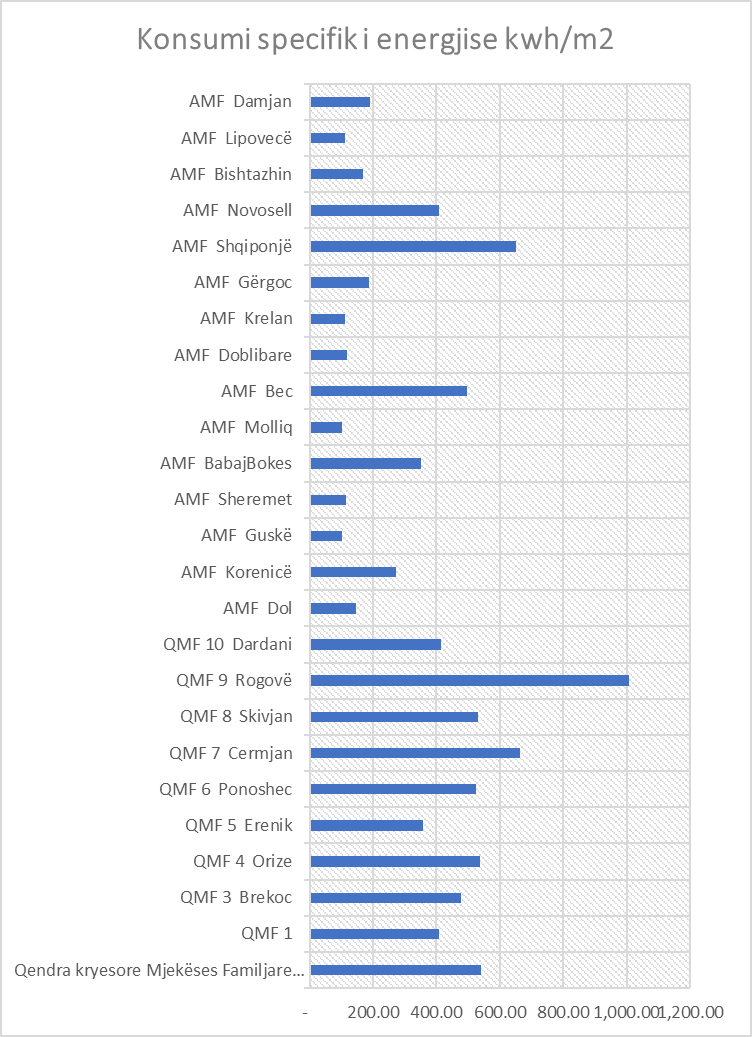 Konsumi specifik i energjise kwh/m2
AMF Damjan
AMF Lipovecë
AMF Bishtazhin
AMF Novosell
AMF Shqiponjë
AMF Gërgoc
AMF Krelan
AMF Doblibare
AMF Bec
AMF Molliq
AMF BabajBokes
AMF Sheremet
AMF Guskë
AMF Korenicë
AMF Dol
QMF 10 Dardani
QMF 9 Rogovë
QMF 8 Skivjan
QMF 7 Cermjan
QMF 6 Ponoshec
QMF 5 Erenik
QMF 4 Orize
QMF 3 Brekoc
QMF 1
Qendra kryesore Mjekëses Familjare...
- 200.00 400.00 600.00 800.00 1,000.00 1,200.00